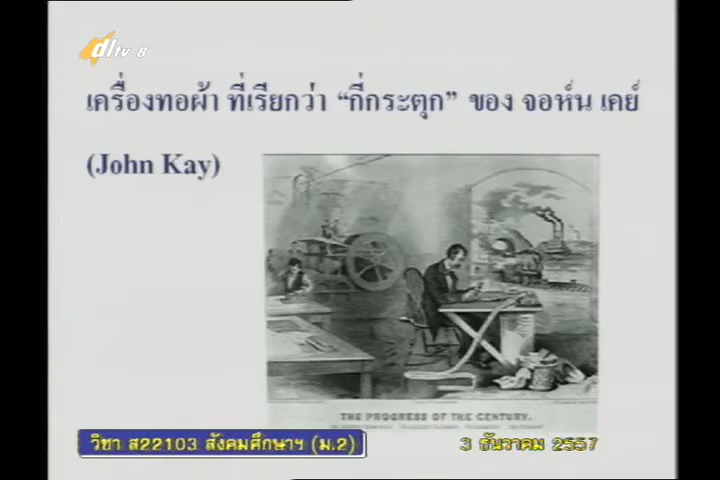 dltv 8
เครื่องทอผ้า ที่เรียกว่า “กี่กระตุก” ของ จอห์น เคย์
(John Kay)
THE PROGRESS OF THE CENTURY.
วิชา ส22103 สังคมศึกษาฯ (ม.2)
3 ธันวาคม 2557